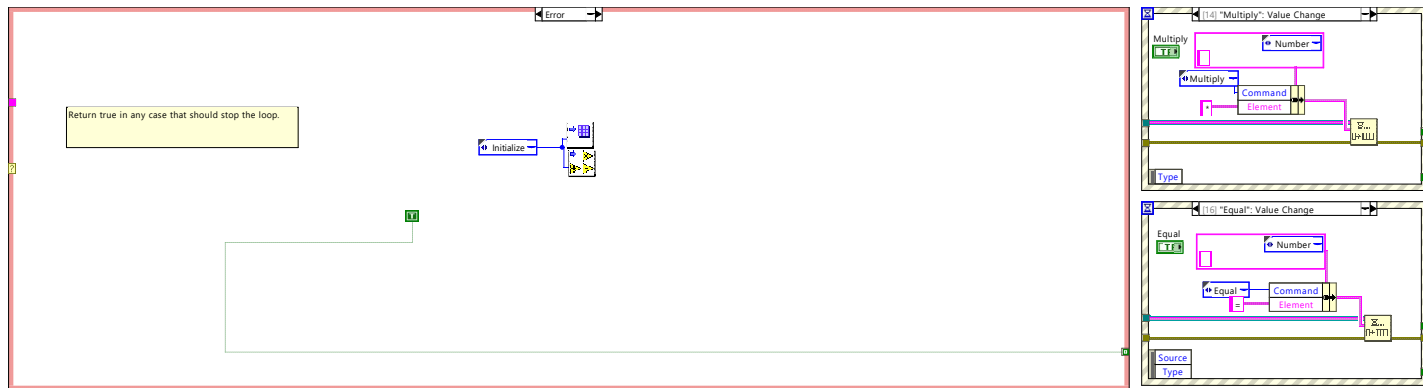 Error
Return true in any case that should stop the loop.
Initialize
?
T
[14] "Multiply": Value Change
Multiply
Number
Multiply
Command
Element
Type
[16] "Equal": Value Change
Equal
Number
Equal
Command
=
Element
Source
Type